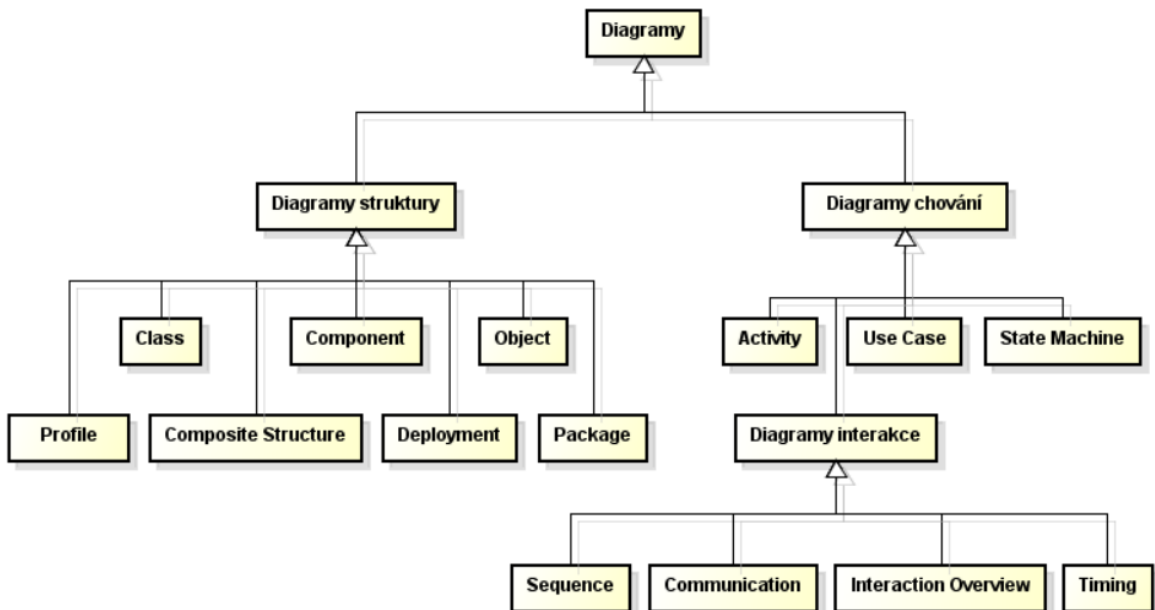 Diagramy
Diagramy struktury
Diagramy chování
Class
Component
Object
Activity
Use Case
State Machine
Profile
Composite Structure
Deployment
Package
Diagramy interakce
Sequence
Communication
Interaction Overview
Timing